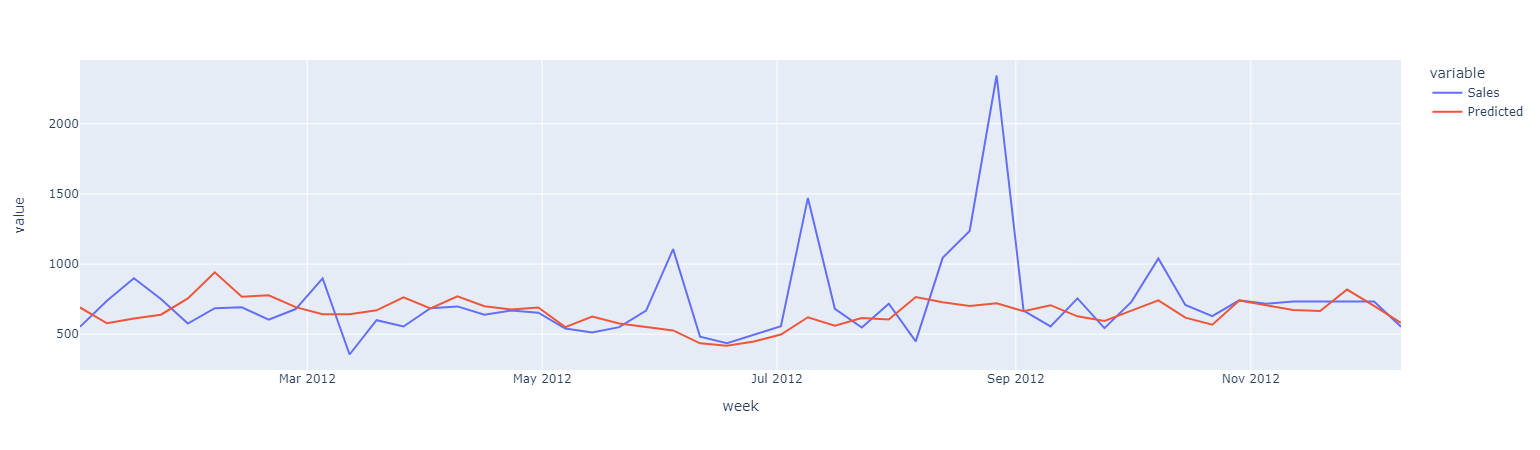 variable
Sales
Predicted
value
2000
1500
1000
500
Mar 2012
May 2012
Jul 2012
Sep 2012
Nov 2012
week